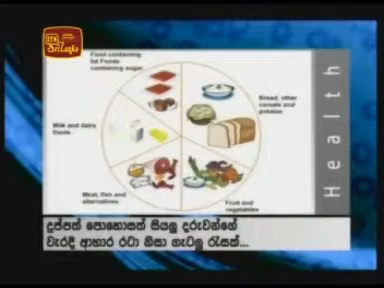 Food containing
fat Foods
containing sugar
Bread, other
cereals and
potatoes
Milk and dairy
foods
Meat, fish and
alternatives
Fruit and
vegetables
Health
දුප්පත් පොහොසත් සියලු දරුවන්ගේ
වැරදි ආහාර රටා නිසා ගැටලු රැසක්...